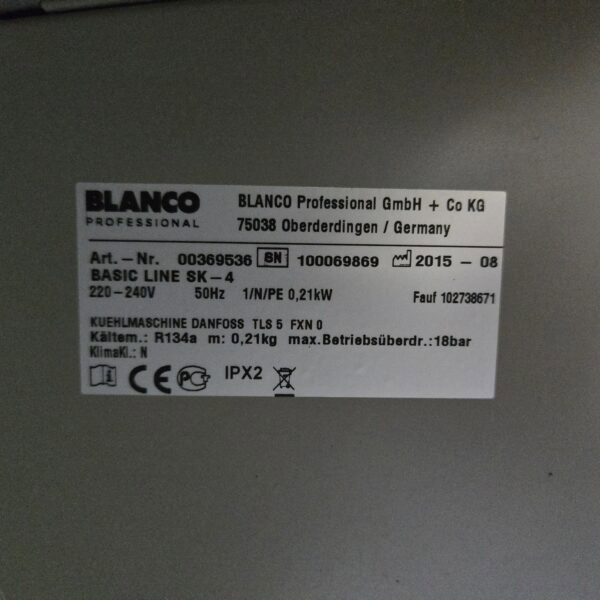 BLANCO
PROFESSIONAL
BLANCO Professional GmbH + Co KG
75038 Oberderdingen / Germany
Art.-Nr. 00369536 SN 100069869 2015-08
BASIC LINE SK-4
220-240V 50Hz 1/N/PE 0,21kW Fauf 102738671
KUEHLMASCHINE DANFOSS TLS 5 FXN 0
Kältem.: R134a m: 0,21kg max.Betriebsüberdr.:18bar
KlimaKl.: N
CE PG IPX2